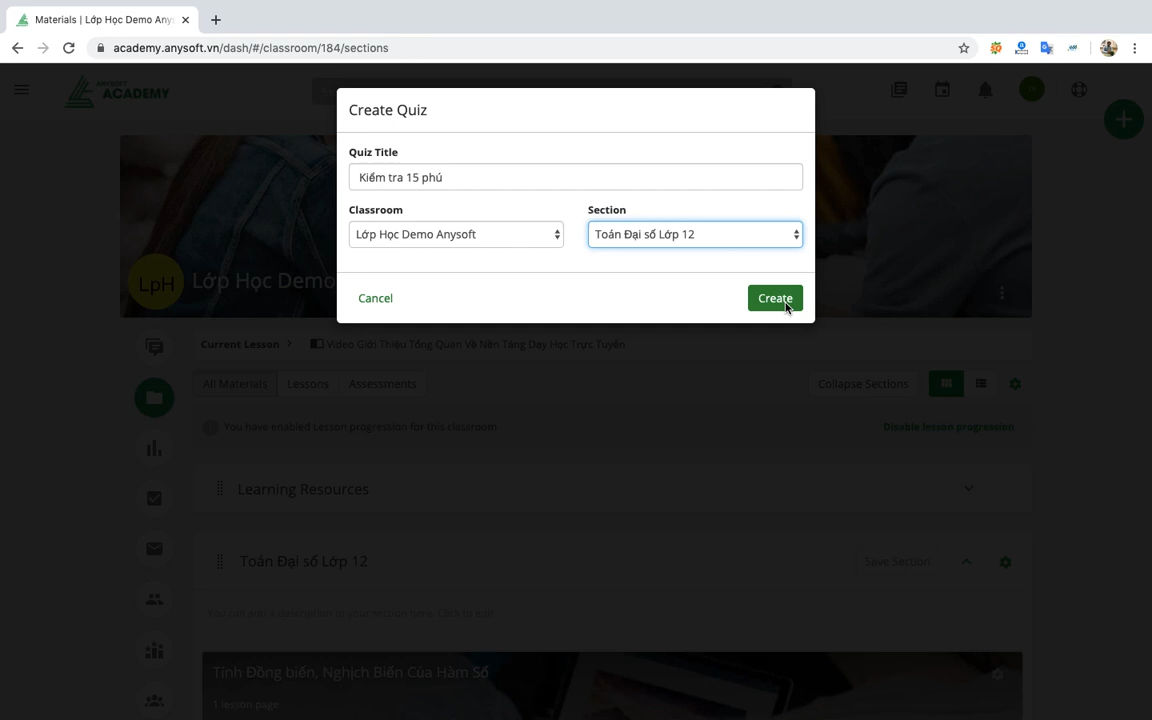 Materials | Lớp Học Demo Any
academy.anysoft.vn/dash/#/classroom/184/sections
ANYSOFT
ACADEMY
Create Quiz
Quiz Title
Kiểm tra 15 phú
Classroom
Section
Lớp Học Demo Anysoft
Toán Đại số Lớp 12
LpH
Lớp Học Demo
Cancel
Create
Current Lesson
Video Giới Thiệu Tổng Quan Về Nền Tảng Dạy Học Trực Tuyến
All Materials
Lessons
Assessments
Collapse Sections
You have enabled Lesson progression for this classroom
Disable lesson progression
Learning Resources
Toán Đại số Lớp 12
Save Section
You can add a description to your section here. Click to edit.
Tính Đồng biến, Nghịch Biến Của Hàm Số
1 lesson page